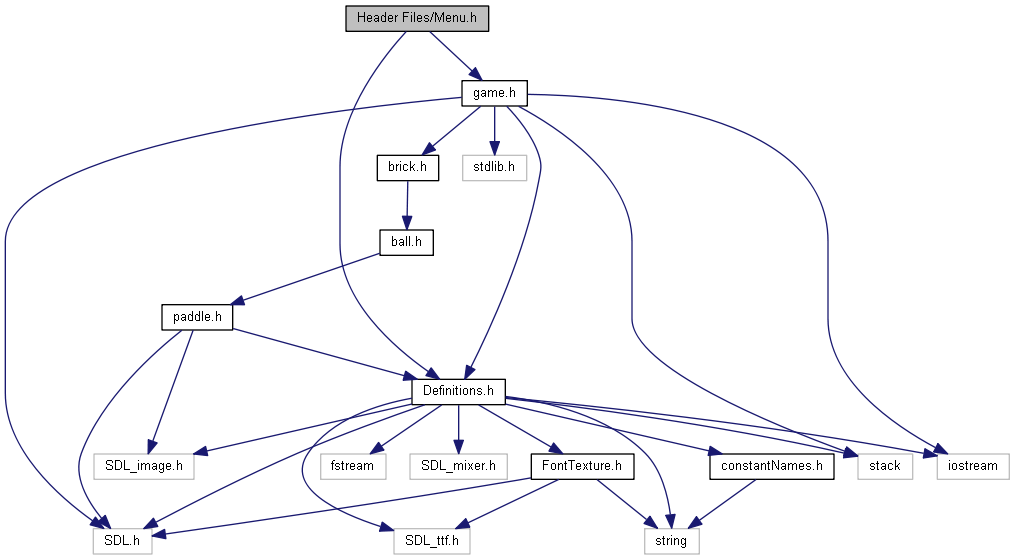 Header Files/Menu.h
game.h
brick.h
stdlib.h
ball.h
paddle.h
Definitions.h
SDL_image.h
fstream
SDL_mixer.h
FontTexture.h
constantNames.h
stack
iostream
SDL.h
SDL_ttf.h
string